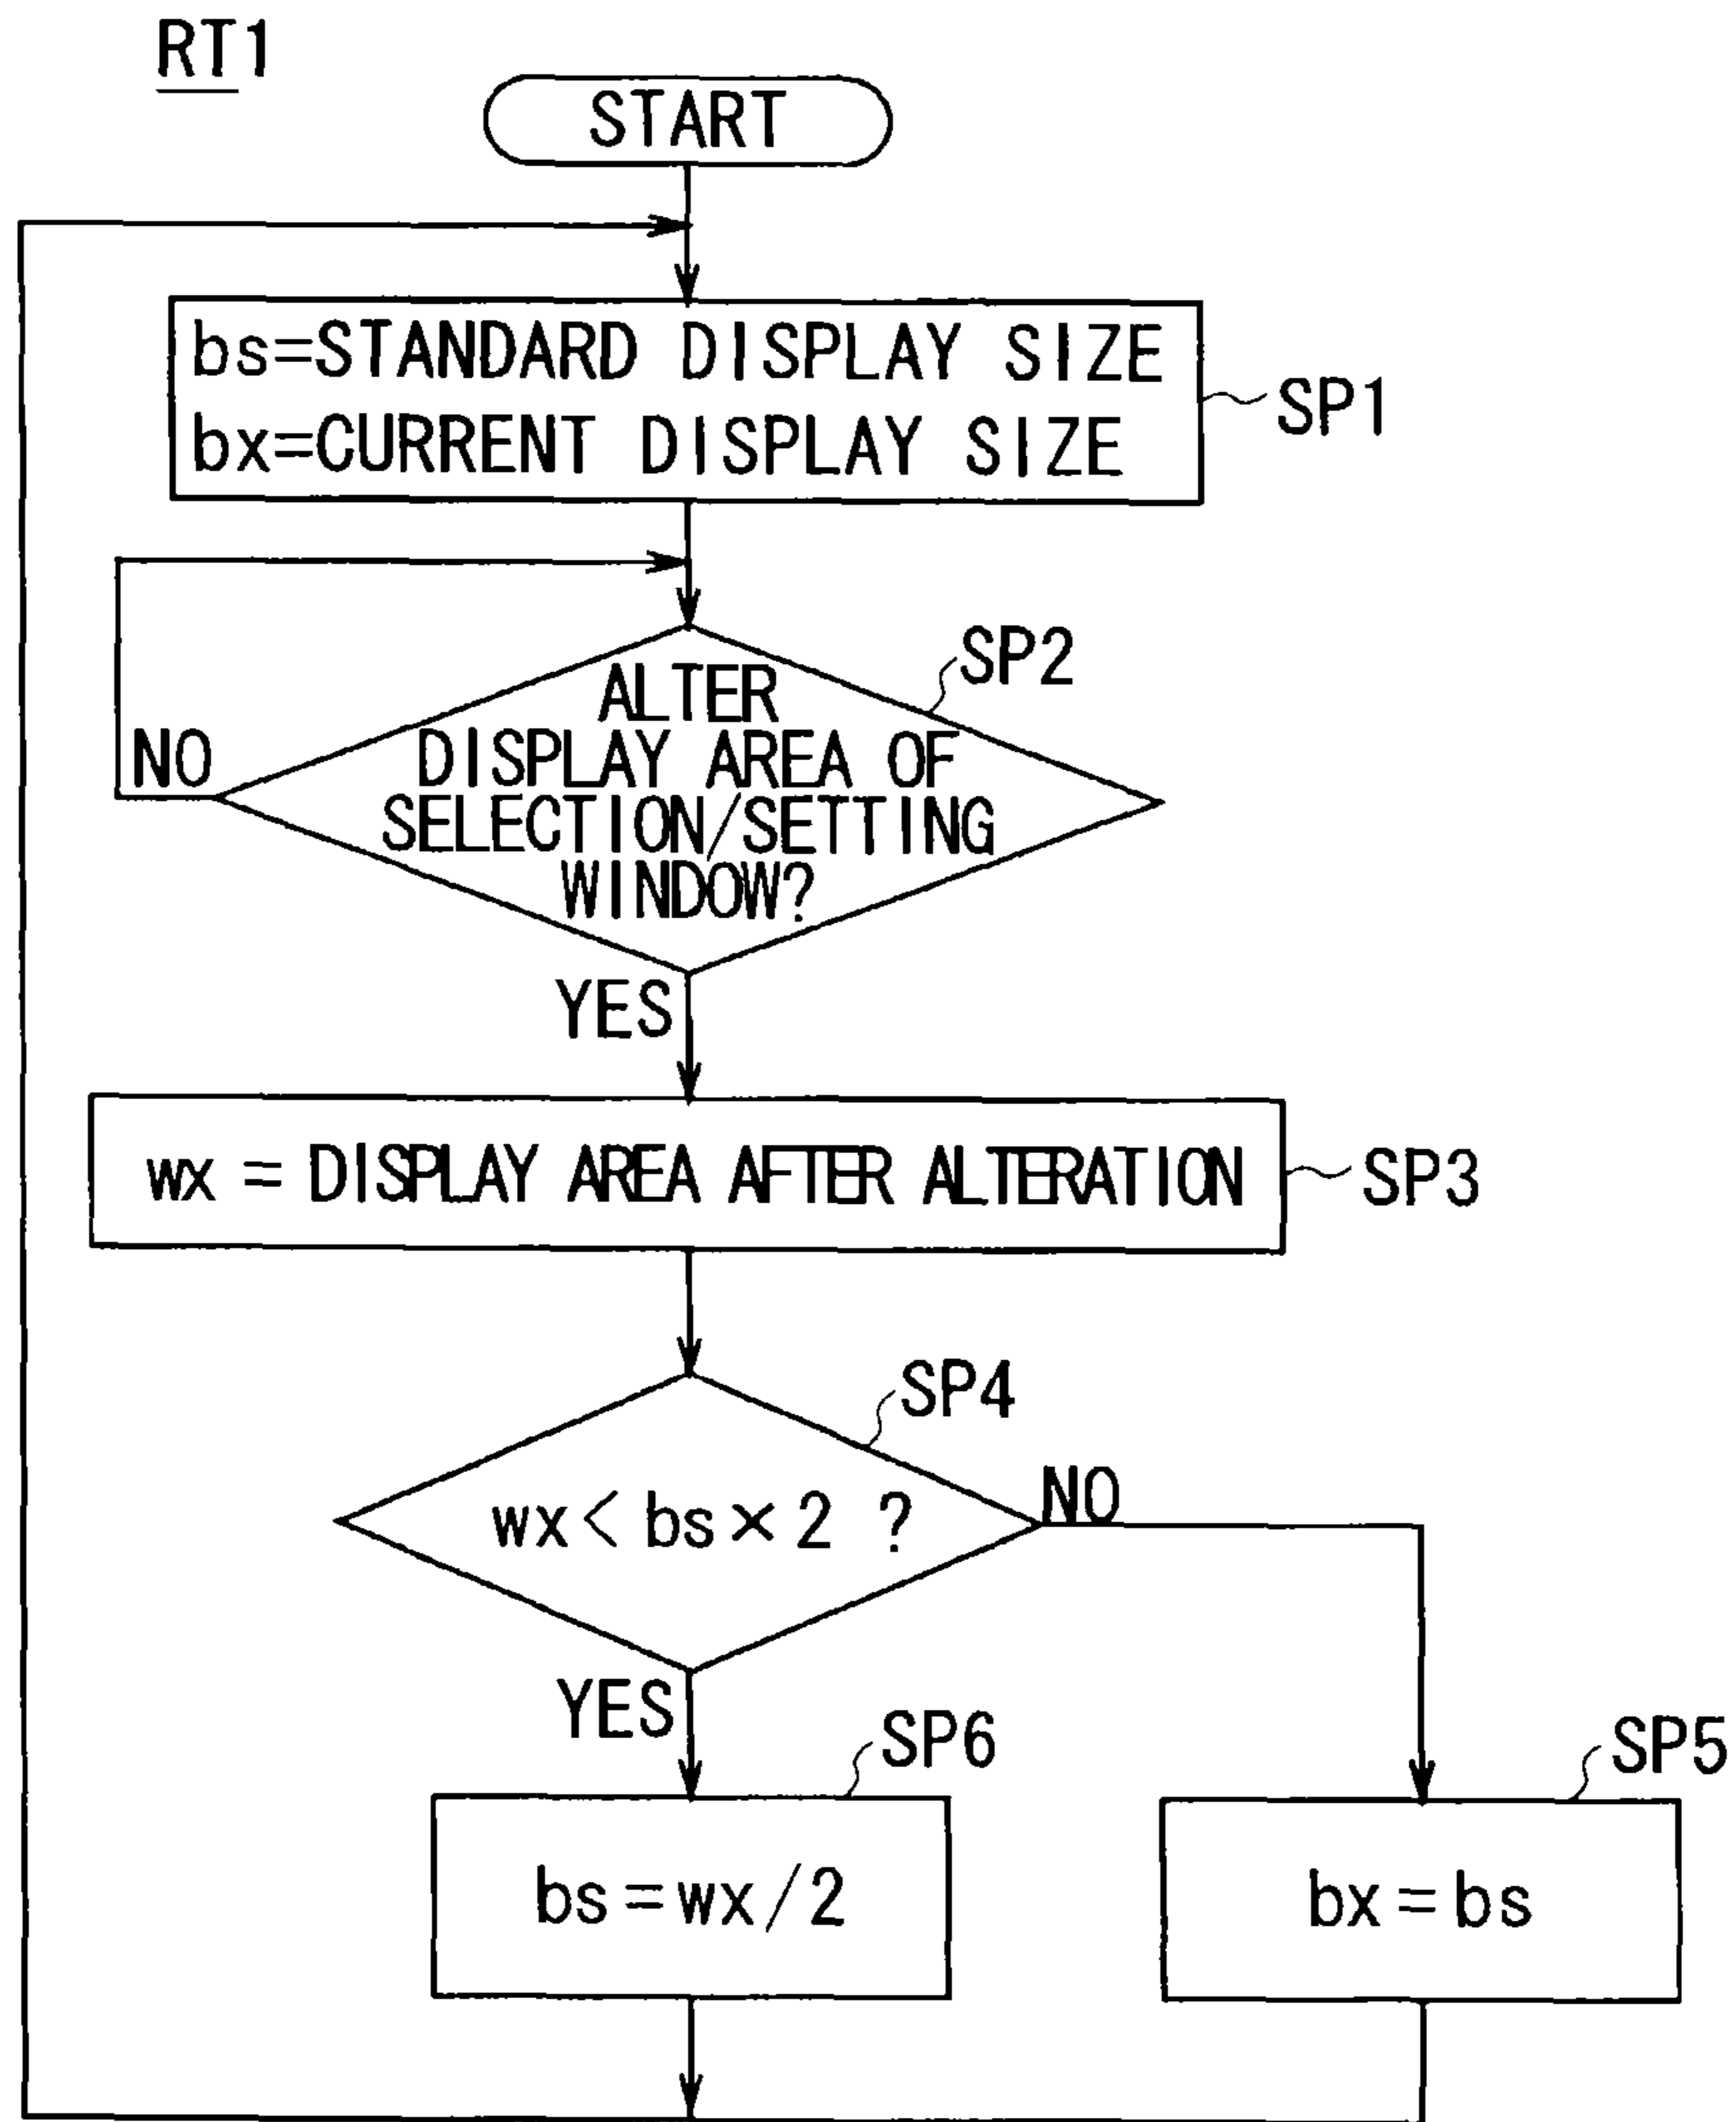 RT1
START
bs=STANDARD DISPLAY SIZE
bx=CURRENT DISPLAY SIZE
SP1
SP2
ALTER
DISPLAY AREA OF
SELECTION/SETTING
WINDOW?
NO
YES
wx = DISPLAY AREA AFTER ALTERATION
SP3
SP4
wx < bs × 2 ?
NO
YES
SP6
SP5
bs=wx/2
bx=bs